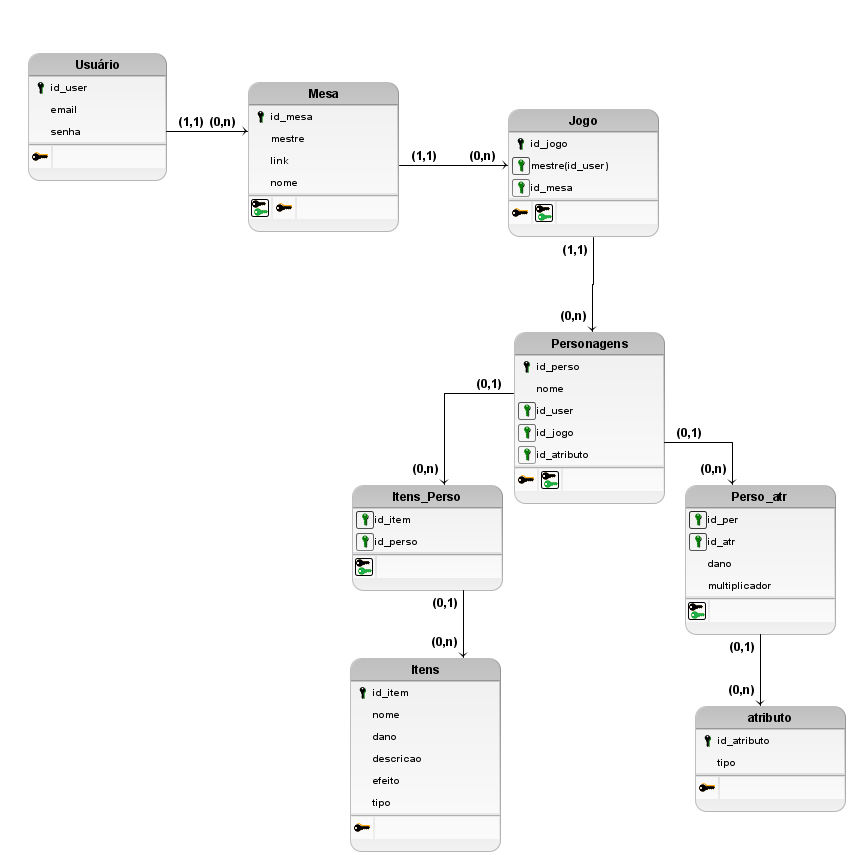 Usuário
id_user
email
senha
(1,1) (0,n)
Mesa
id_mesa
mestre
link
nome
(1,1) (0,n)
Jogo
id_jogo
mestre(id_user)
id_mesa
(1,1)
(0,n)
Personagens
id_perso
nome
id_user
id_jogo
id_atributo
(0,1)
(0,n)
Itens_Perso
id_item
id_perso
(0,1)
(0,n)
Itens
id_item
nome
dano
descricao
efeito
tipo
(0,1)
(0,n)
Perso_atr
id_per
id_atr
dano
multiplicador
(0,1)
(0,n)
atributo
id_atributo
tipo